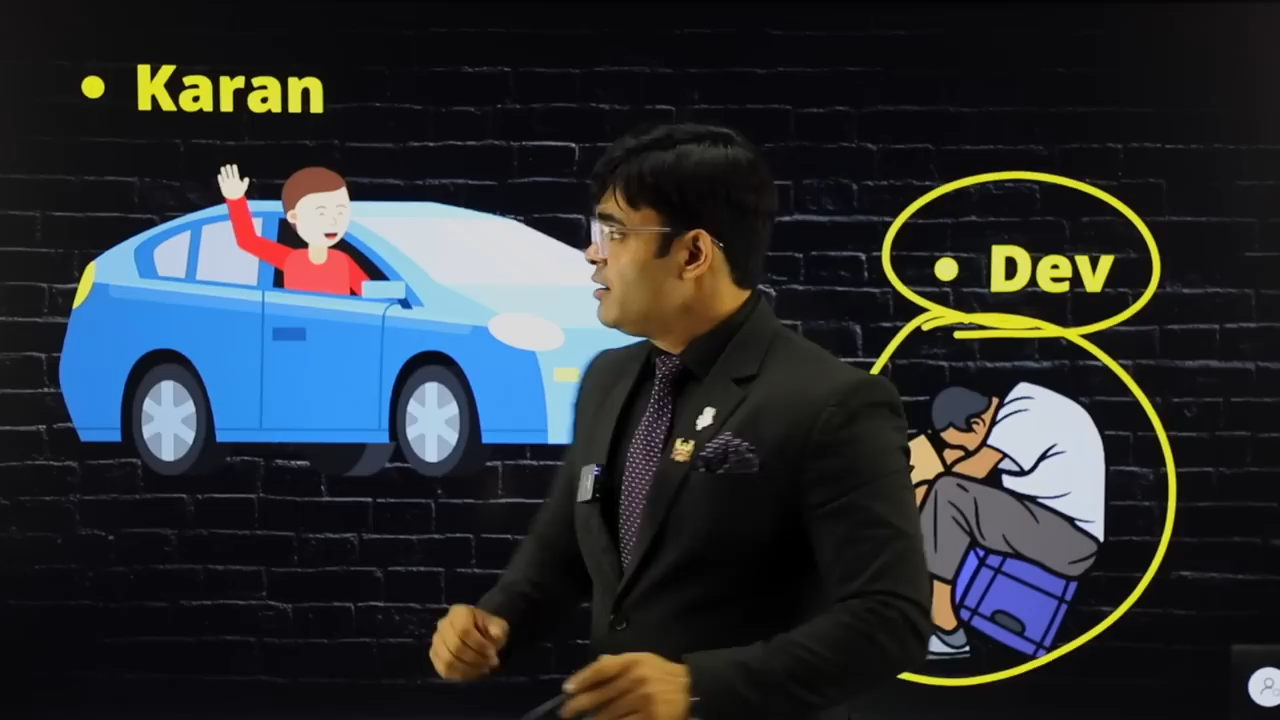 • Karan
• Dev